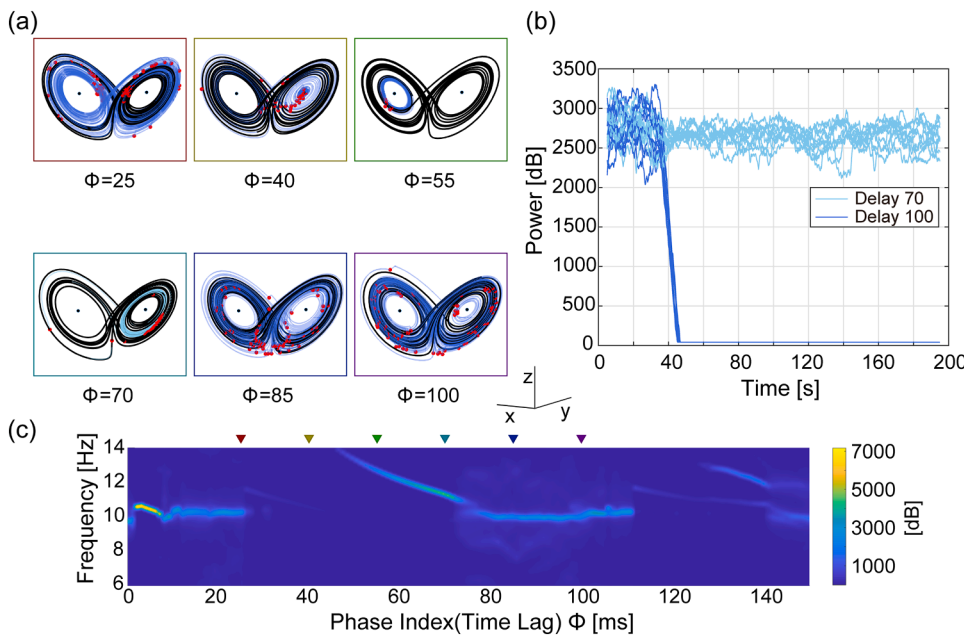 (a)
Φ=25
Φ=40
Φ=55
Φ=70
Φ=85
Φ=100
z
x
y
(b)
Power [dB]
3500
3000
2500
2000
1500
1000
500
0
Delay 70
Delay 100
0
40
80
120
160
200
Time [s]
(c)
Frequency [Hz]
14
12
10
8
6
0
20
40
60
80
100
120
140
Phase Index(Time Lag) Φ [ms]
7000
5000
3000
1000
[dB]